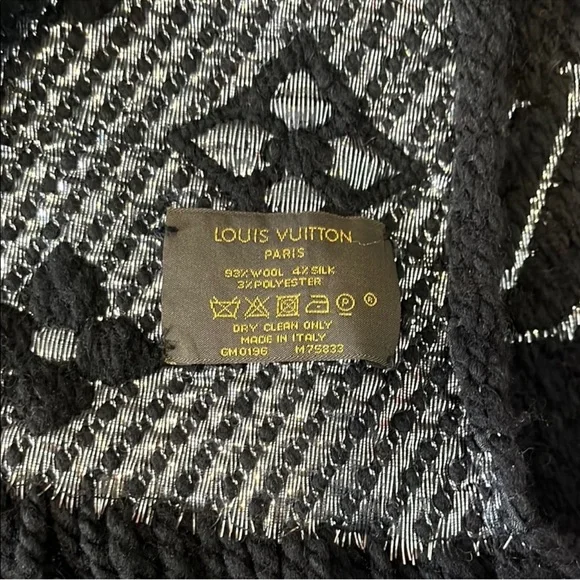 LOUIS VUITTON
PARIS
93% WOOL 4% SILK
3% POLYESTER
P ®
DRY CLEAN ONLY
MADE IN ITALY
GM0196 M75833